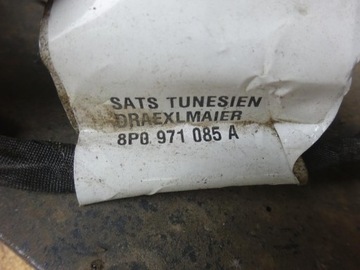 SATS TUNESIEN
DRAEXLMAIER
8P0 971 085 A